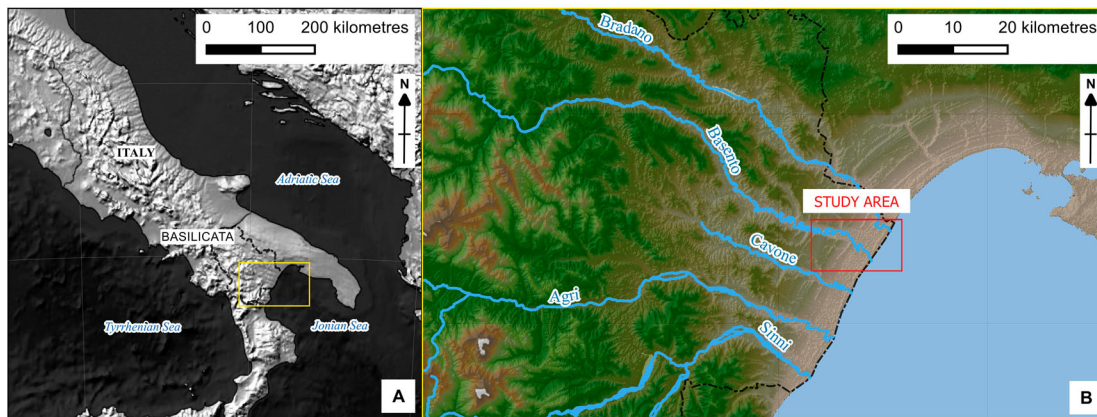 0 100 200 kilometres
N
ITALY
Adriatic Sea
BASILICATA
Tyrrhenian Sea
Jonian Sea
A
0 10 20 kilometres
N
Bradano
Basento
STUDY AREA
Cavone
Agri
Sinni
B